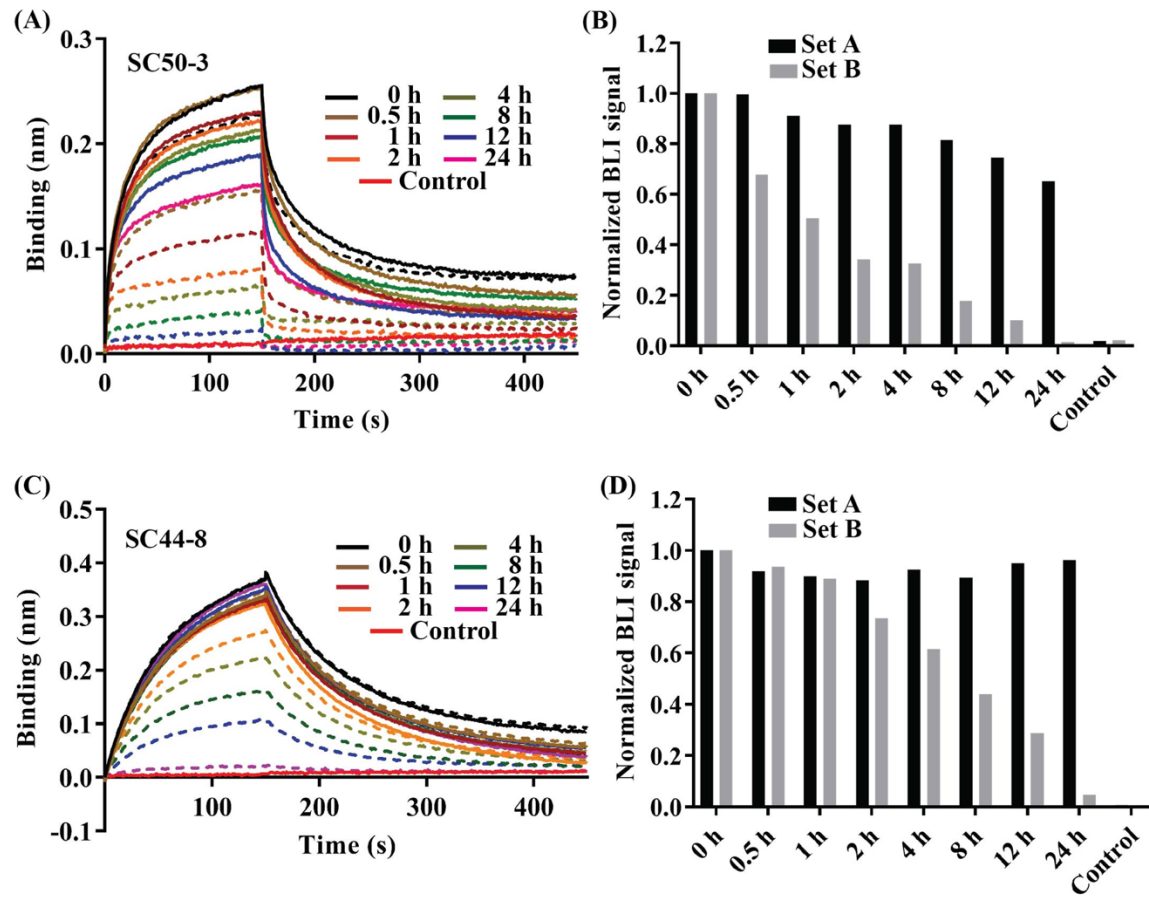 (A)
SC50-3
0 h 4 h
0.5 h 8 h
1 h 12 h
2 h 24 h
Control
0.3
0.2
0.1
0.0
Binding (nm)
0 100 200 300 400
Time (s)
(B)
Set A
Set B
1.2
1.0
0.8
0.6
0.4
0.2
0.0
Normalized BLI signal
0 h 0.5 h 1 h 2 h 4 h 8 h 12 h 24 h Control
(C)
SC44-8
0 h 4 h
0.5 h 8 h
1 h 12 h
2 h 24 h
Control
0.5
0.4
0.3
0.2
0.1
0.0
-0.1
Binding (nm)
100 200 300 400
Time (s)
(D)
Set A
Set B
1.2
1.0
0.8
0.6
0.4
0.2
0.0
Normalized BLI signal
0 h 0.5 h 1 h 2 h 4 h 8 h 12 h 24 h Control